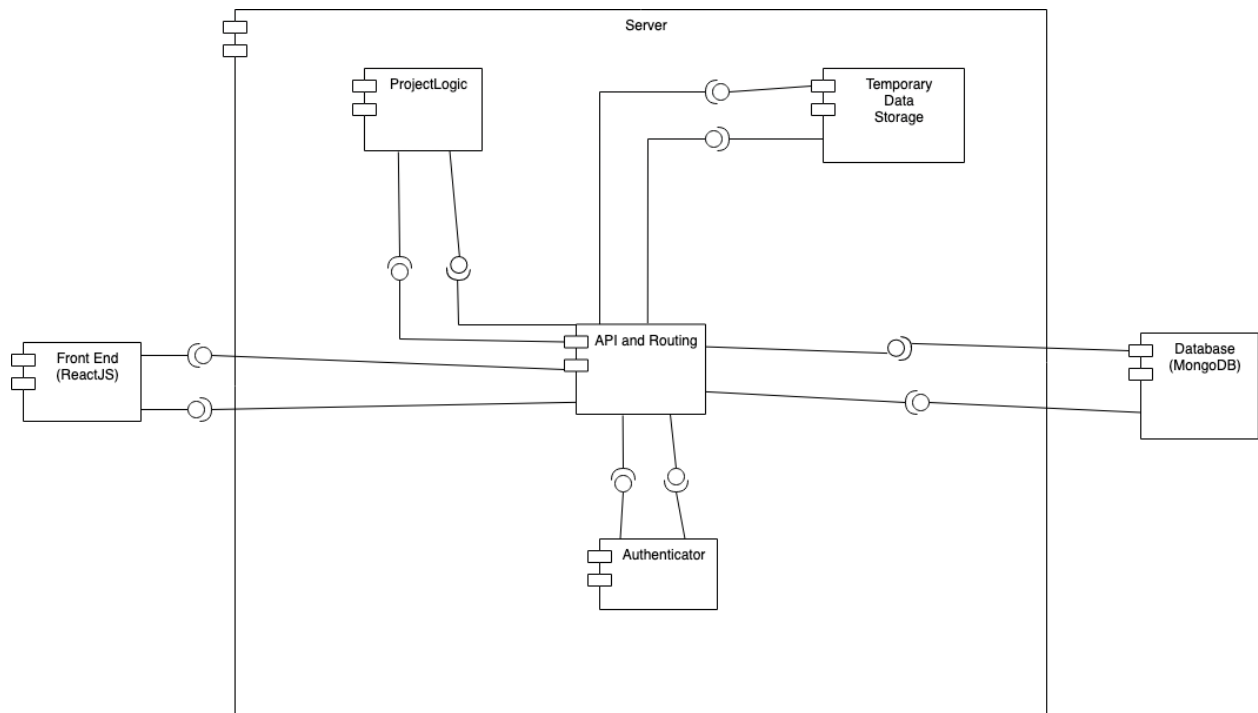 Server
ProjectLogic
Temporary
Data
Storage
API and Routing
Front End
(ReactJS)
Database
(MongoDB)
Authenticator